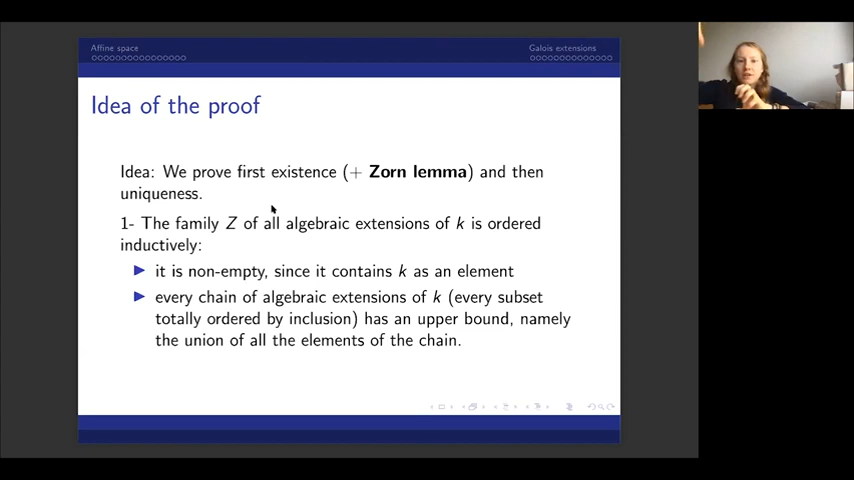 Affine space
Galois extensions
Idea of the proof
Idea: We prove first existence (+ Zorn lemma) and then
uniqueness.
1- The family Z of all algebraic extensions of k is ordered
inductively:
it is non-empty, since it contains k as an element
every chain of algebraic extensions of k (every subset
totally ordered by inclusion) has an upper bound, namely
the union of all the elements of the chain.